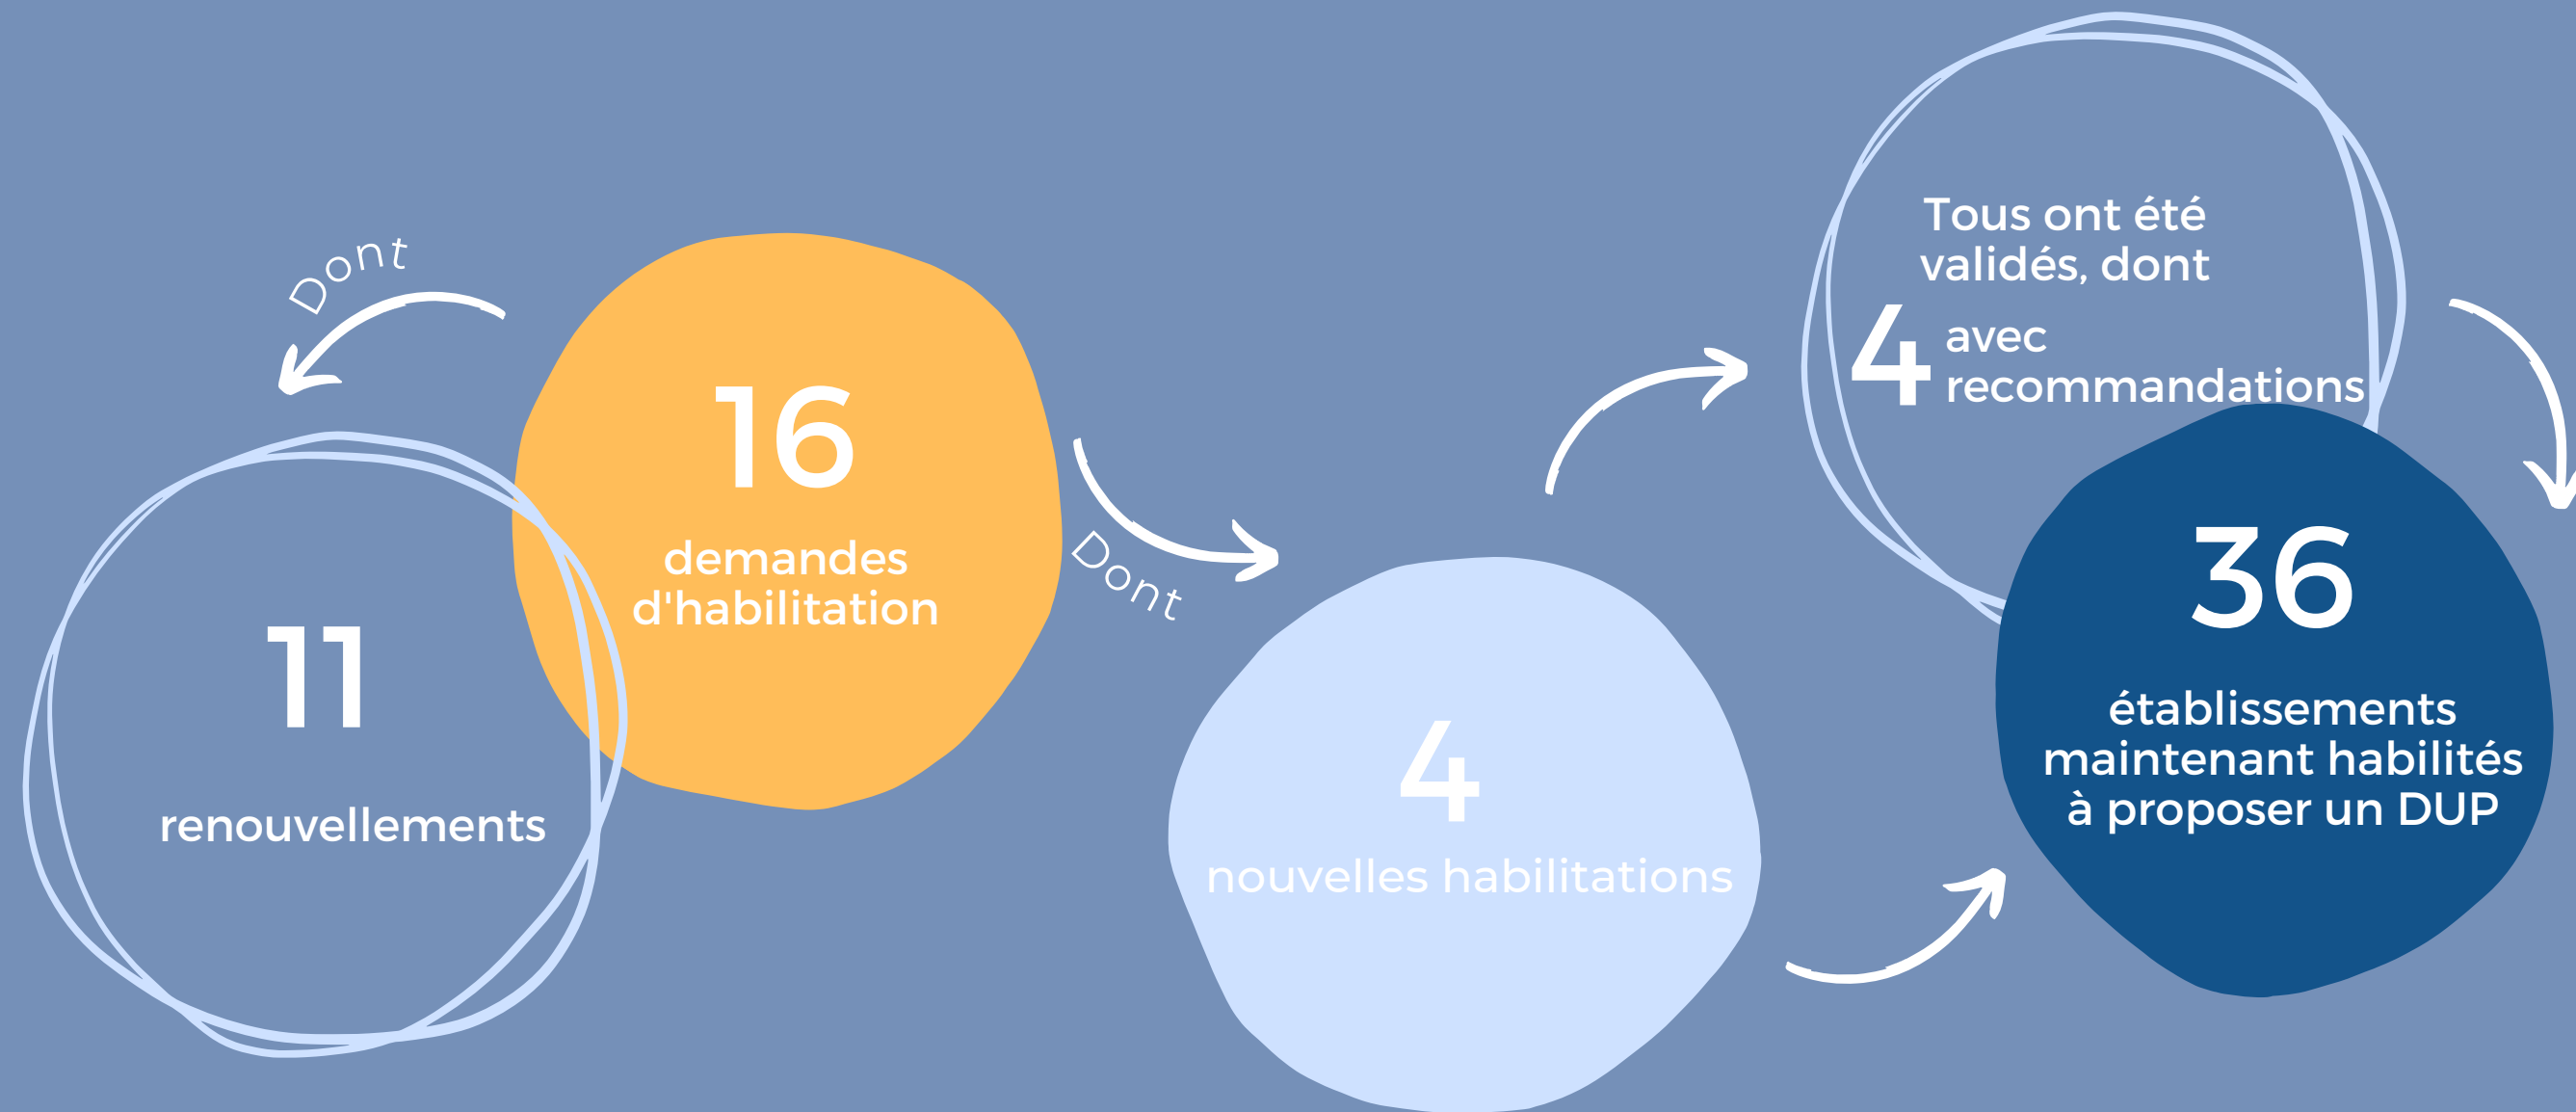 Dont
16
demandes
d'habilitation
11
renouvellements
Dont
4
nouvelles habilitations
Tous ont été
validés, dont
4 avec
recommandations
36
établissements
maintenant habilités
à proposer un DUP